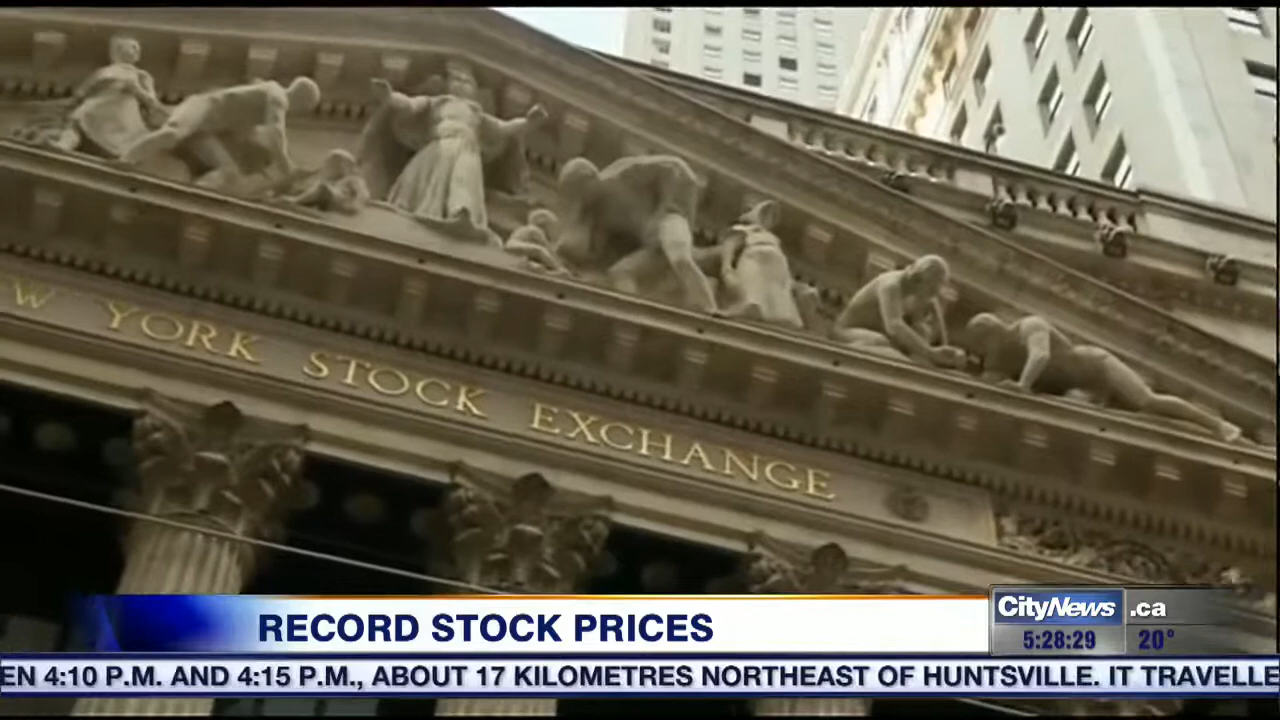 W YORK STOCK EXCHANGE
RECORD STOCK PRICES
CityNews .ca
5:28:29 20°
EN 4:10 P.M. AND 4:15 P.M., ABOUT 17 KILOMETRES NORTHEAST OF HUNTSVILLE. IT TRAVELLE